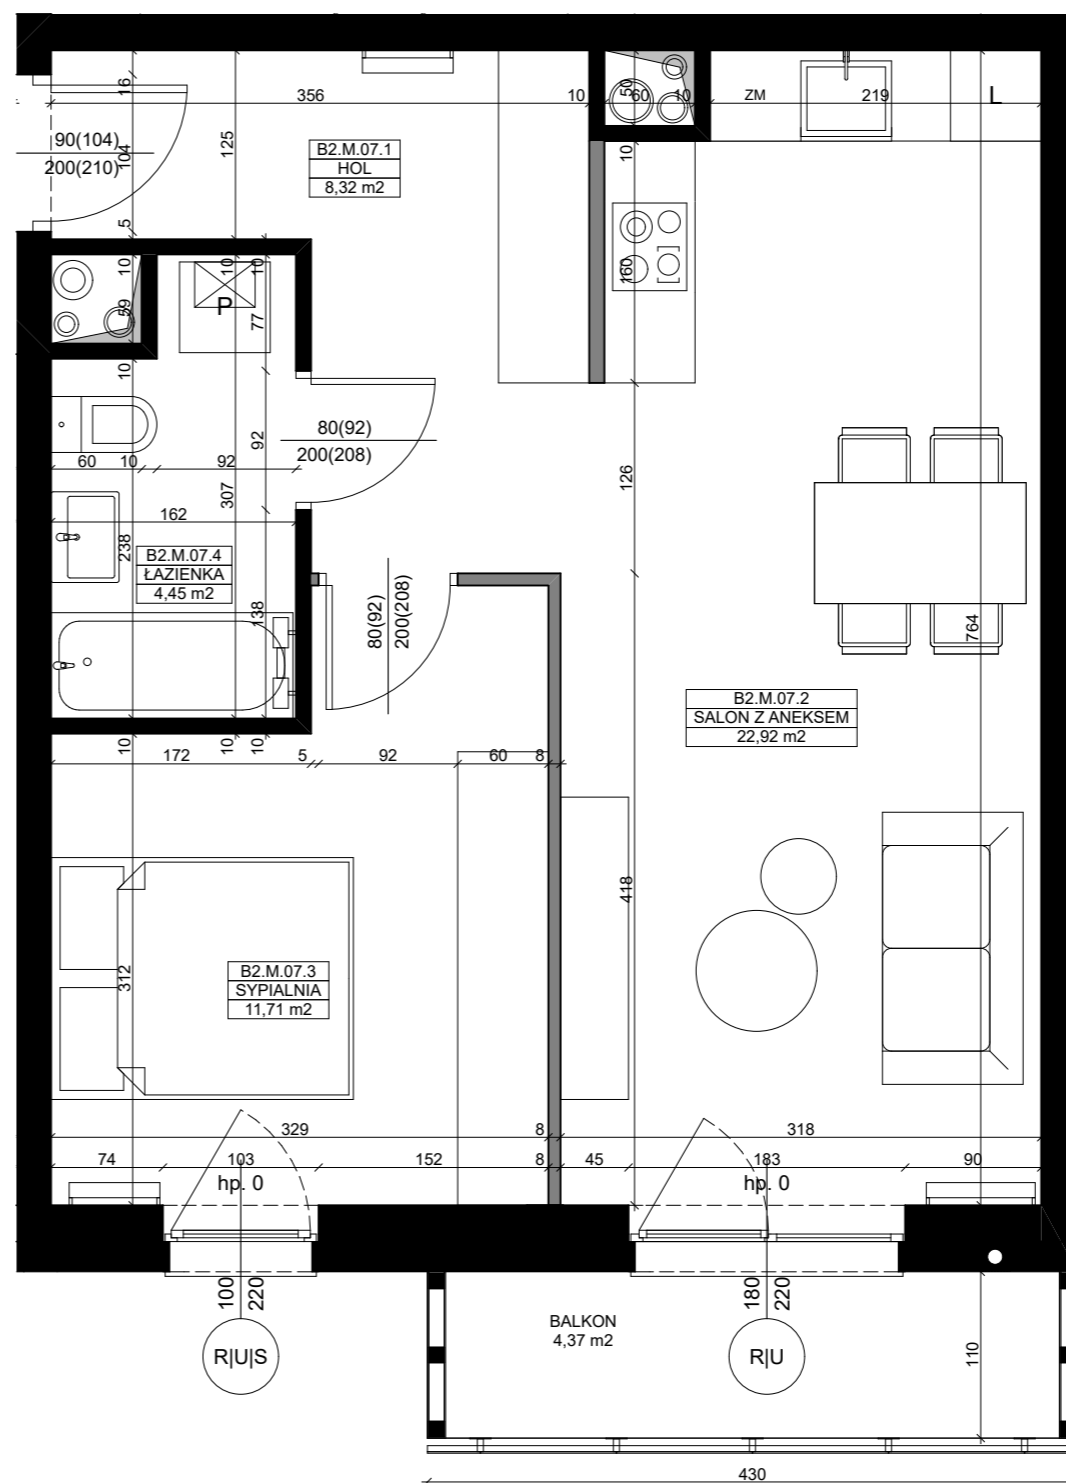 16
356
10
50
60
10
ZM
219
L
90(104)
200(210)
104
125
5
B2.M.07.1
HOL
8,32 m2
10
160
10
10
10
59
P
77
10
80(92)
200(208)
92
60
10
92
307
162
238
126
B2.M.07.4
ŁAZIENKA
4,45 m2
138
80(92)
200(208)
764
B2.M.07.2
SALON Z ANEKSEM
22,92 m2
10
10
10
172
5
92
60
8
418
312
B2.M.07.3
SYPIALNIA
11,71 m2
329
8
318
74
103
152
8
45
183
90
hp. 0
hp. 0
100
220
180
220
BALKON
4,37 m2
110
R|U|S
R|U
430